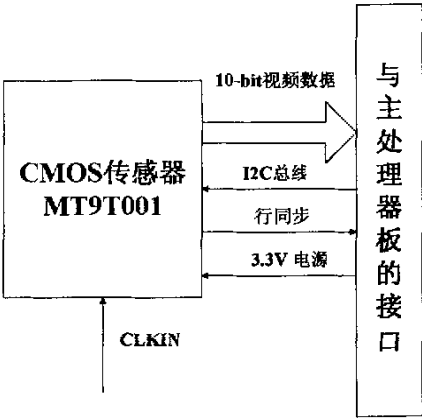 10-bit视频数据
CMOS传感器
MT9T001
I2C总线
行同步
3.3V 电源
CLKIN
与主处理器板的接口